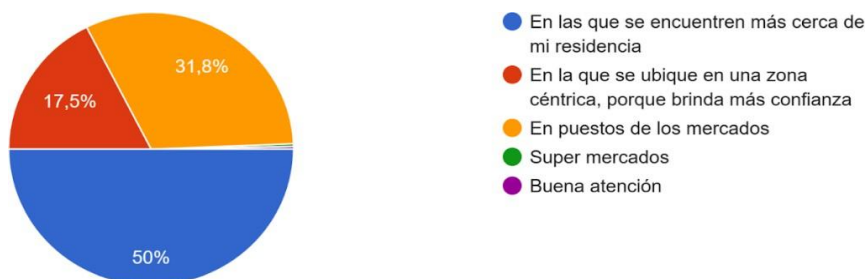 31,8%
17,5%
50%
En las que se encuentren más cerca de
mi residencia
En la que se ubique en una zona
céntrica, porque brinda más confianza
En puestos de los mercados
Super mercados
Buena atención